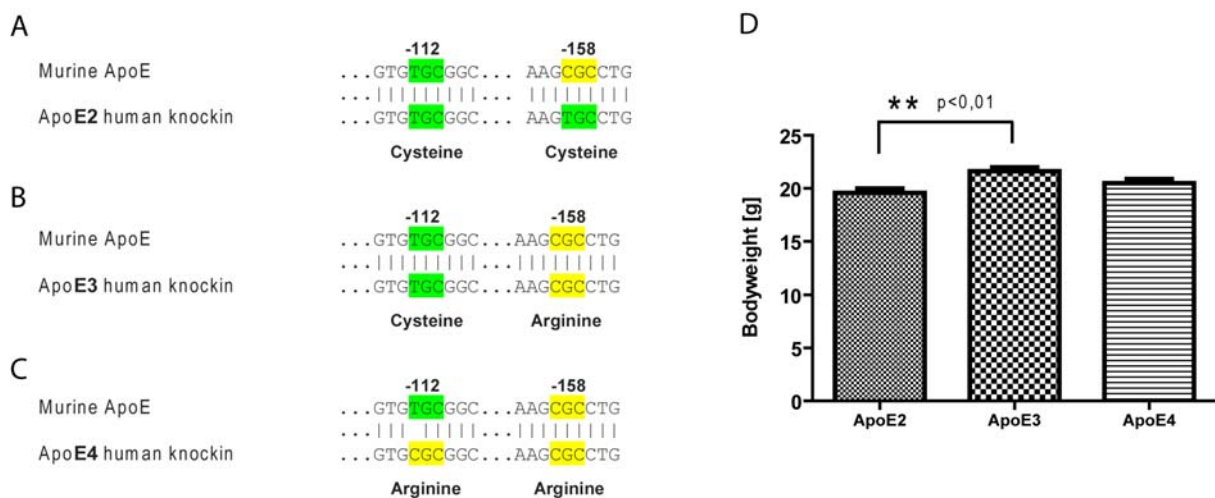 A
-112 -158
Murine ApoE ...GTGTGCGGC... AAGCGCCTG
...||||||||| |||||||||
ApoE2 human knockin ...GTGTGCGGC... AAGTGCCTG
Cysteine Cysteine
B
-112 -158
Murine ApoE ...GTGTGCGGC...AAGCGCCTG
...|||||||||...|||||||||
ApoE3 human knockin ...GTGTGCGGC...AAGCGCCTG
Cysteine Arginine
C
-112 -158
Murine ApoE ...GTGTGCGGC...AAGCGCCTG
...||| |||||...|||||||||
ApoE4 human knockin ...GTGCGCGGC...AAGCGCCTG
Arginine Arginine
D
** p<0,01
Bodyweight [g]
25
20
15
10
5
0
ApoE2 ApoE3 ApoE4